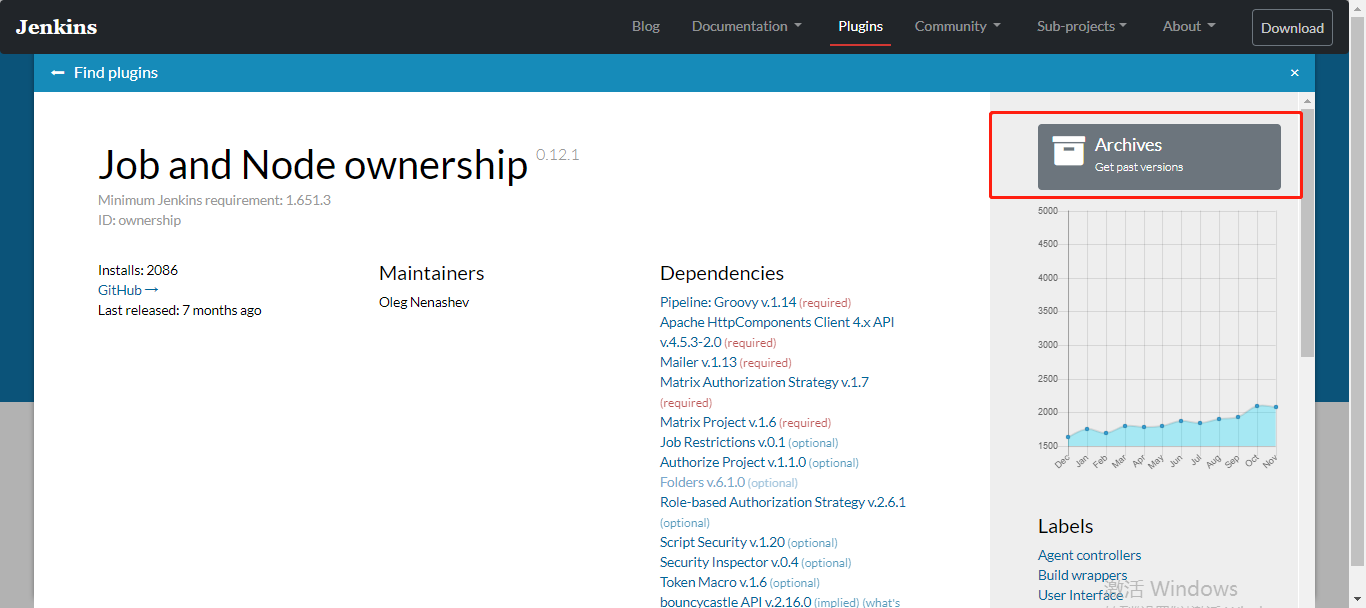 Jenkins
Blog
Documentation
Plugins
Community
Sub-projects
About
Download
Find plugins
×
Job and Node ownership 0.12.1
Minimum Jenkins requirement: 1.651.3
ID: ownership
Installs: 2086
GitHub →
Last released: 7 months ago
Maintainers
Oleg Nenashev
Dependencies
Pipeline: Groovy v.1.14 (required)
Apache HttpComponents Client 4.x API
v.4.5.3-2.0 (required)
Mailer v.1.13 (required)
Matrix Authorization Strategy v.1.7
(required)
Matrix Project v.1.6 (required)
Job Restrictions v.0.1 (optional)
Authorize Project v.1.1.0 (optional)
Folders v.6.1.0 (optional)
Role-based Authorization Strategy v.2.6.1
(optional)
Script Security v.1.20 (optional)
Security Inspector v.0.4 (optional)
Token Macro v.1.6 (optional)
bouncycastle API v.2.16.0 (implied) (what's
Archives
Get past versions
5000
4500
4000
3500
3000
2500
2000
1500
Dec
Jan
Feb
Mar
Apr
May
Jun
Jul
Aug
Sep
Oct
Nov
Labels
Agent controllers
Build wrappers
User Interface
激活 Windows